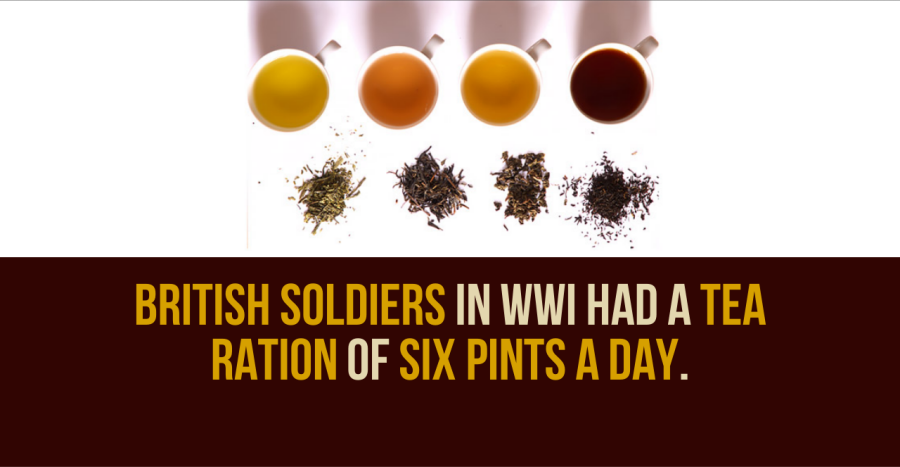 BRITISH SOLDIERS IN WWI HAD A TEA
RATION OF SIX PINTS A DAY.